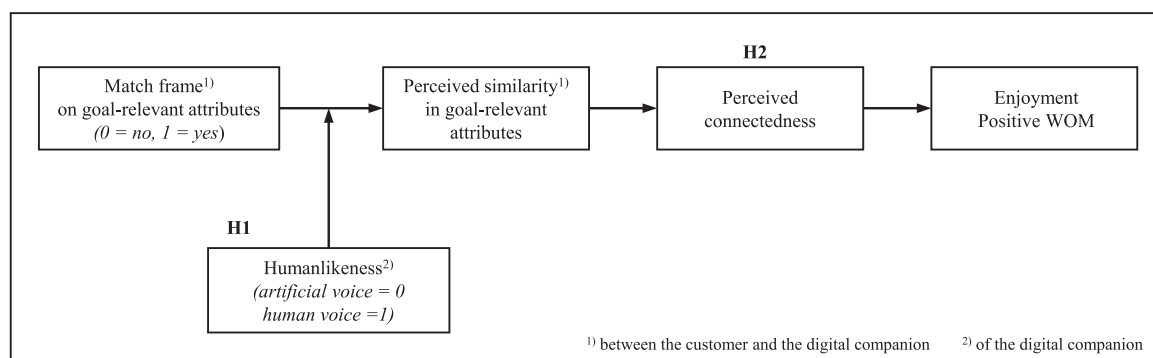 H2
Match frame1)
on goal-relevant attributes
(0 = no, 1 = yes)
Perceived similarity1)
in goal-relevant
attributes
Perceived
connectedness
Enjoyment
Positive WOM
H1
Humanlikeness2)
(artificial voice = 0
human voice =1)
1) between the customer and the digital companion 2) of the digital companion